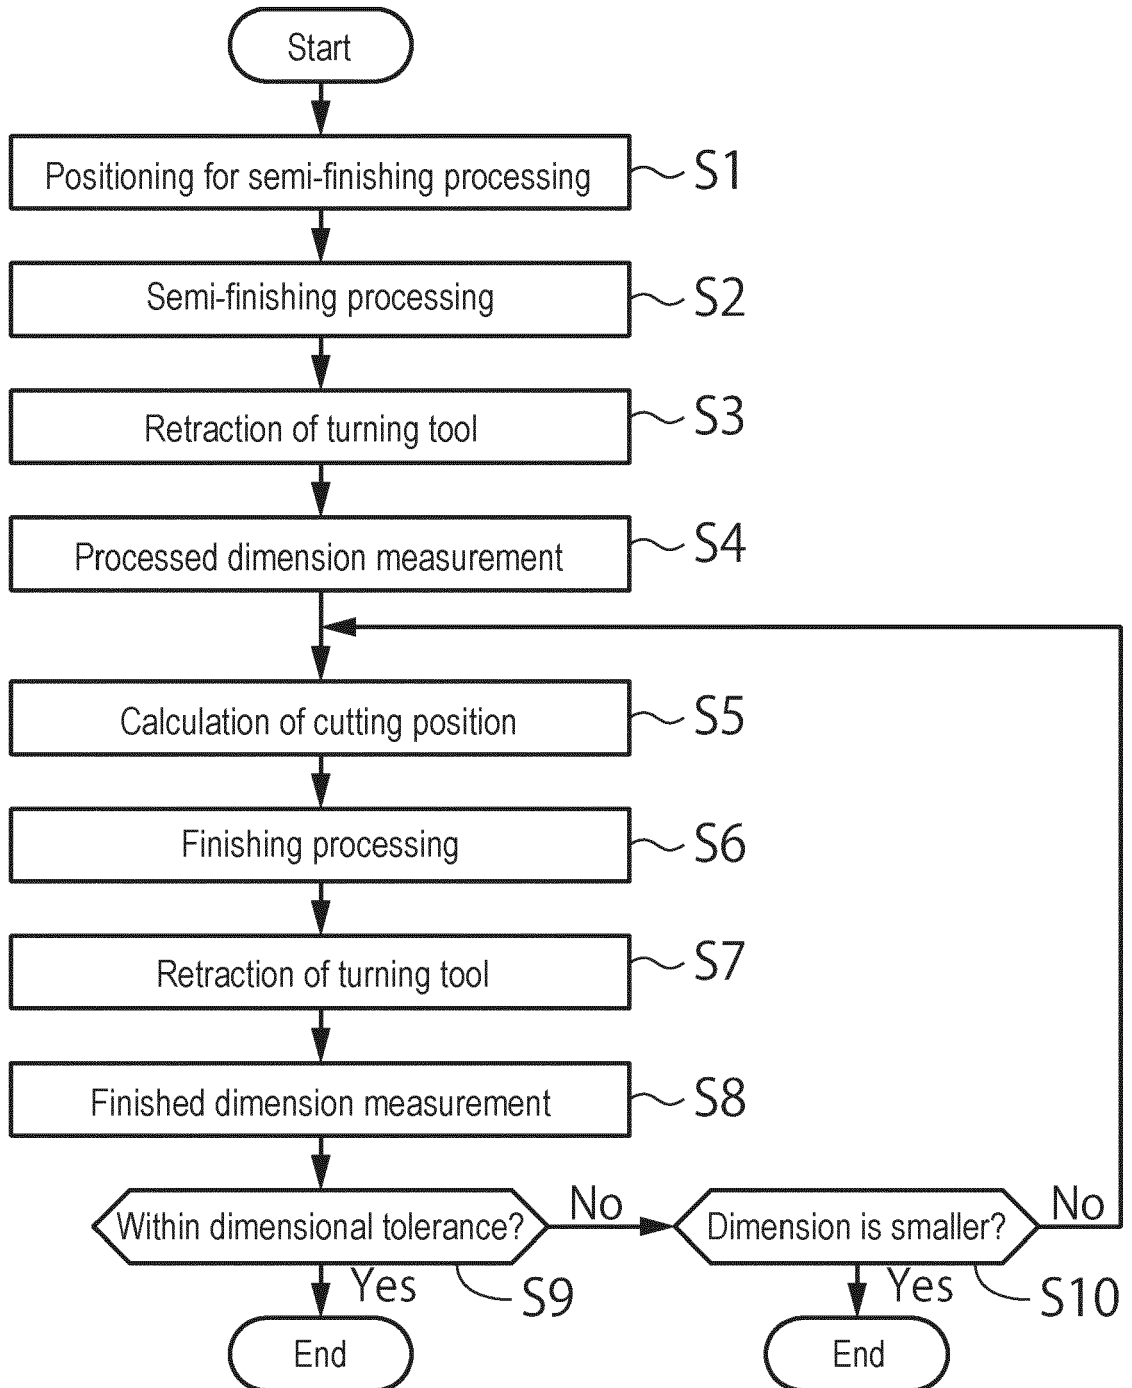 Start
Positioning for semi-finishing processing S1
Semi-finishing processing S2
Retraction of turning tool S3
Processed dimension measurement S4
Calculation of cutting position S5
Finishing processing S6
Retraction of turning tool S7
Finished dimension measurement S8
Within dimensional tolerance? No Dimension is smaller? No
Yes S9 Yes S10
End End